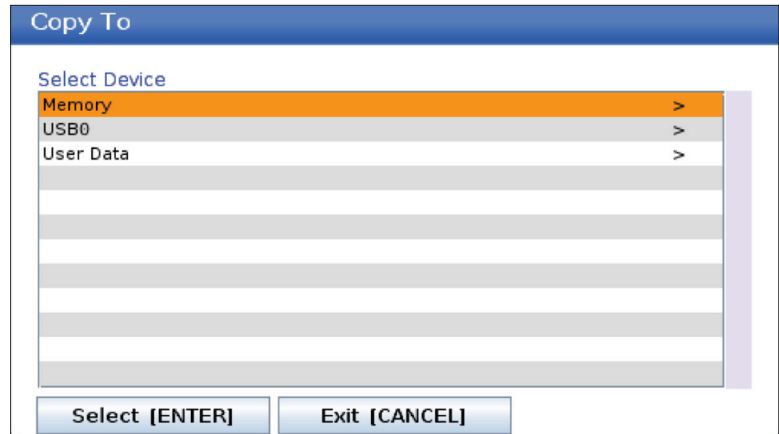 Copy To
Select Device
Memory >
USB0 >
User Data >
Select [ENTER] Exit [CANCEL]